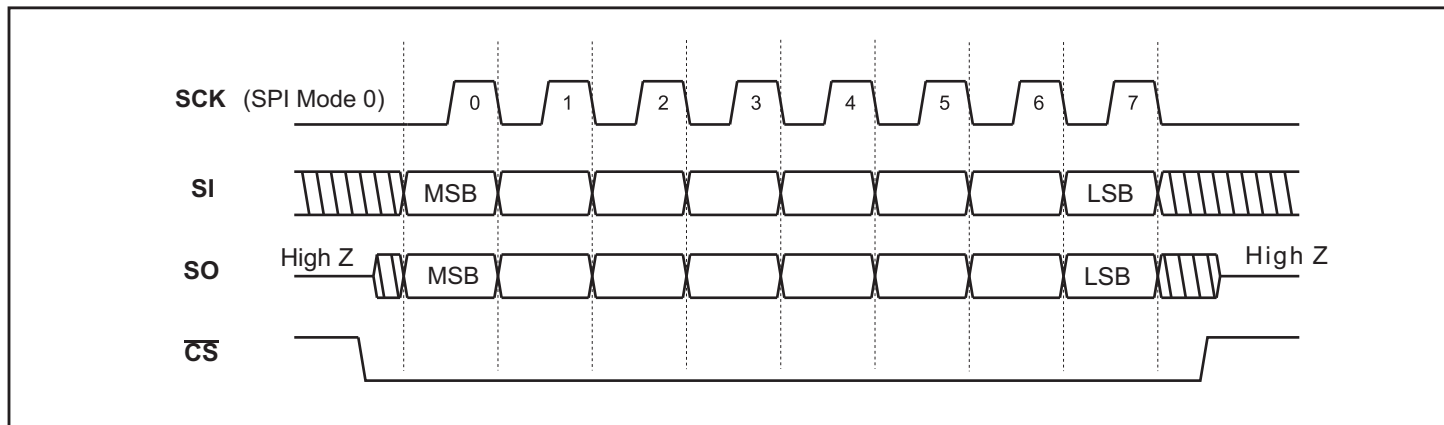 SCK (SPI Mode 0) 0 1 2 3 4 5 6 7
SI MSB LSB
SO High Z MSB LSB High Z
CS